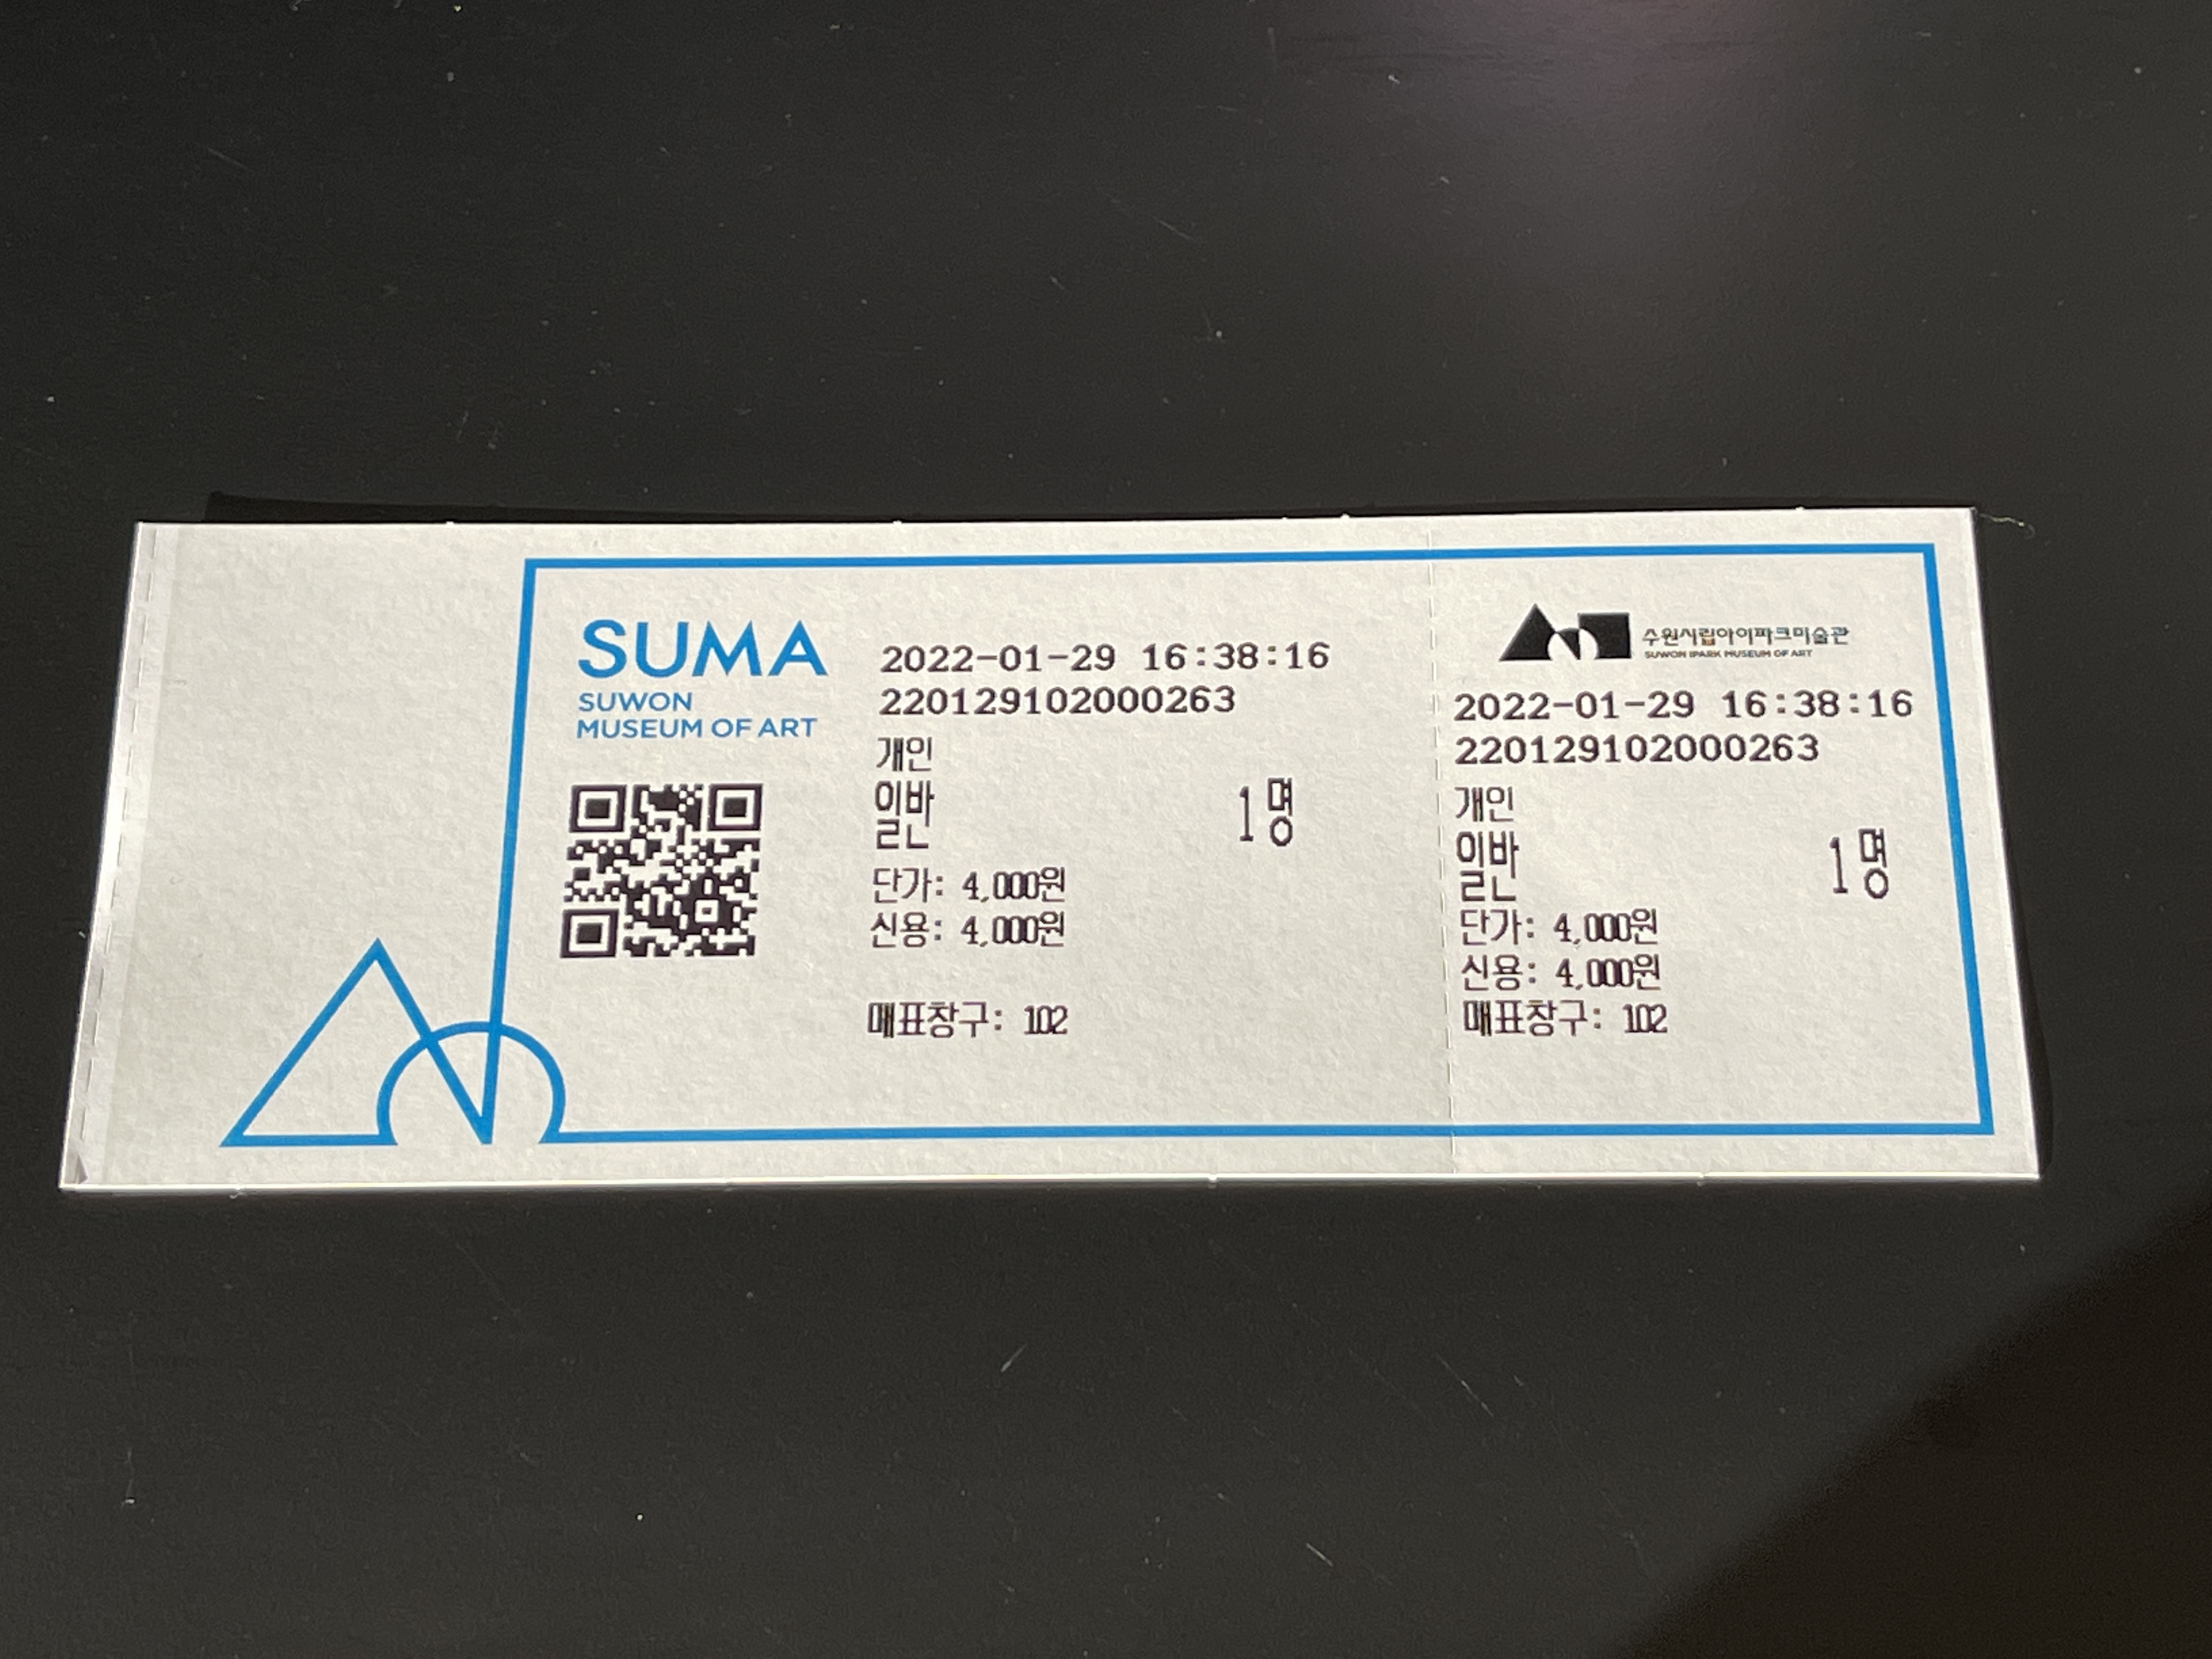 SUMA
SUWON
MUSEUM OF ART
2022-01-29 16:38:16
220129102000263
개인
일반 1명
단가: 4,000원
신용: 4,000원
매표창구: 102
수원시립아이파크미술관
SUWON IPARK MUSEUM OF ART
2022-01-29 16:38:16
220129102000263
개인
일반 1명
단가: 4,000원
신용: 4,000원
매표창구: 102